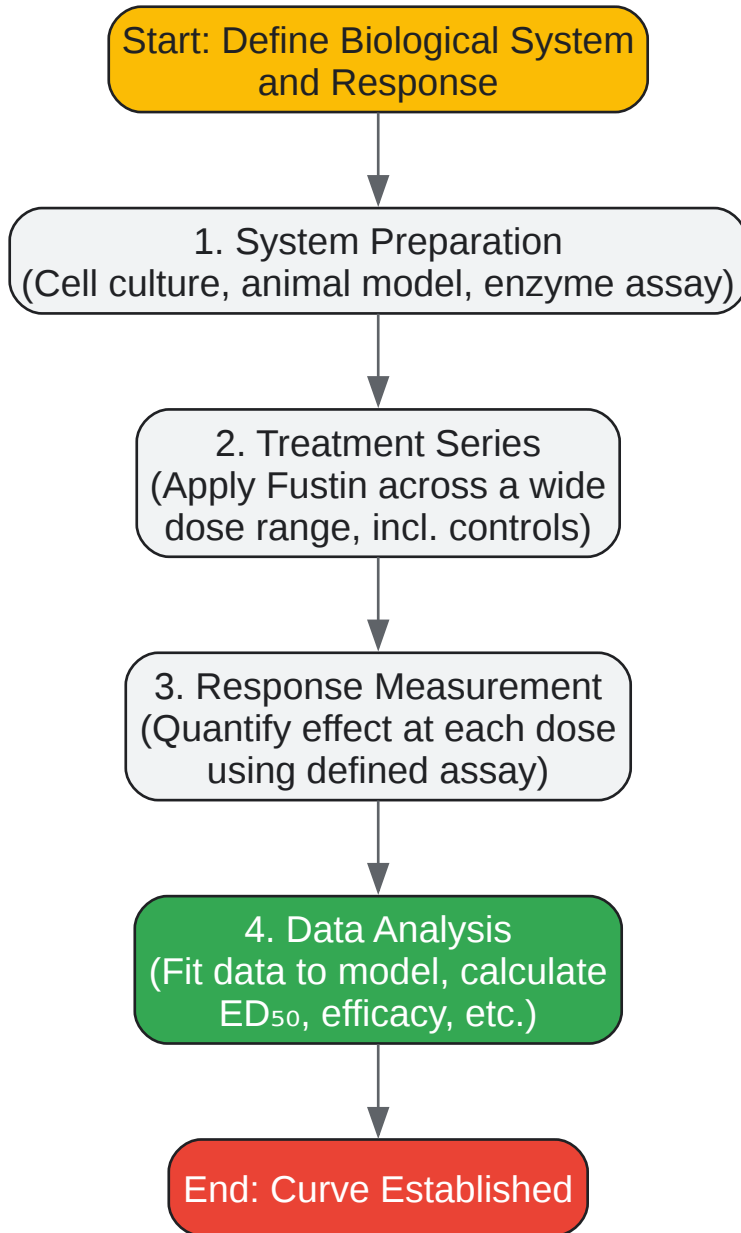 Start: Define Biological System
and Response
1. System Preparation
(Cell culture, animal model, enzyme assay)
2. Treatment Series
(Apply Fustin across a wide
dose range, incl. controls)
3. Response Measurement
(Quantify effect at each dose
using defined assay)
4. Data Analysis
(Fit data to model, calculate
ED₅₀, efficacy, etc.)
End: Curve Established